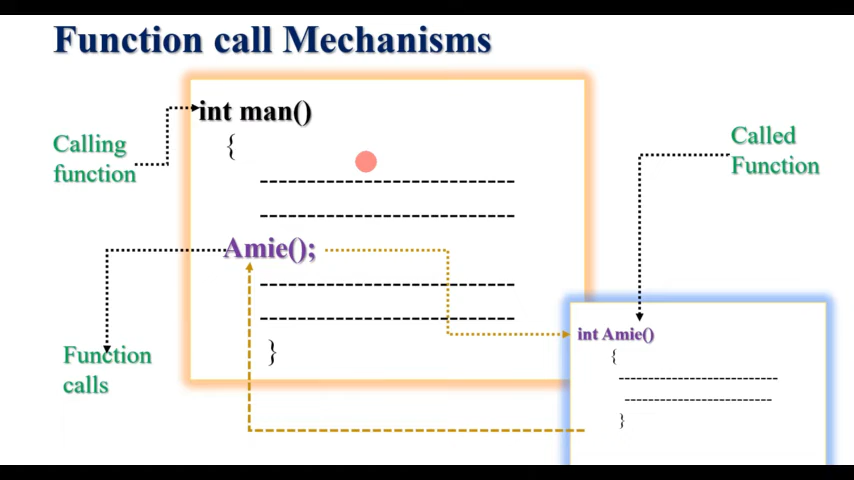 Function call Mechanisms
int man()
Calling
function
{
Called
Function
Amie();
Function
calls
}
int Amie()
{
}